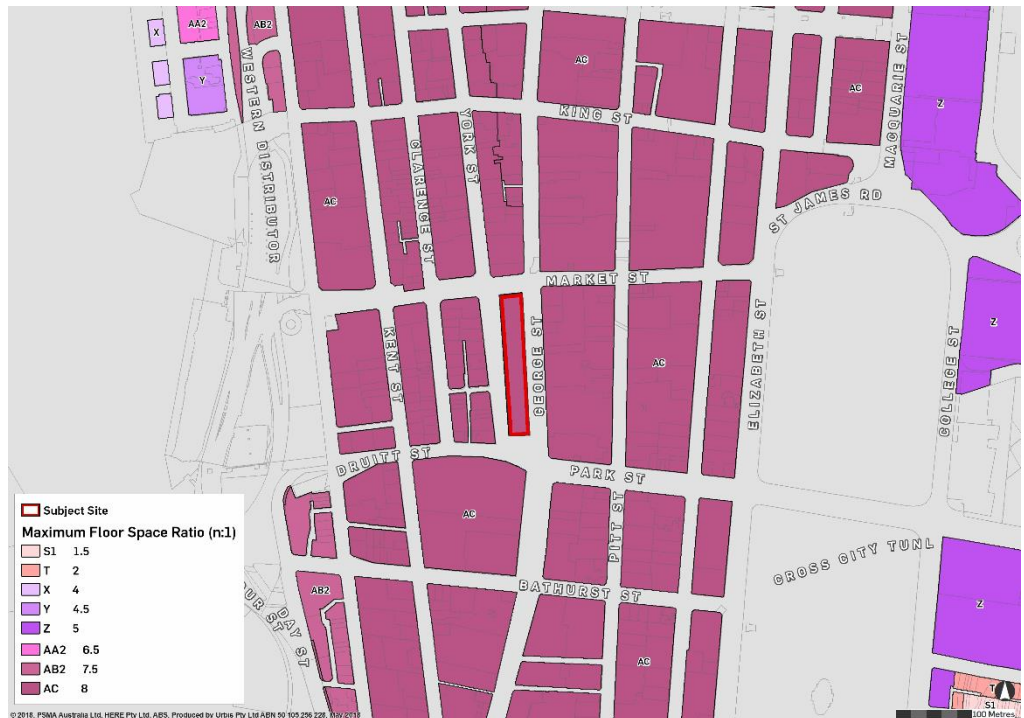 AA2
AB2
X
Y
WESTERN DISTRIBUTOR
YORK ST
AC
KING ST
AC
MACQUARIE ST
Z
CLARENCE ST
AC
ST JAMES RD
MARKET ST
KENT ST
GEORGE ST
AC
ELIZABETH ST
Z
COLLEGE ST
DRUITT ST
PARK ST
PITT ST
AC
CROSS CITY TUNL
BATHURST ST
AB2
DAY ST
UR ST
AC
Z
T
S1
Subject Site
Maximum Floor Space Ratio (n:1)
S1 1.5
T 2
X 4
Y 4.5
Z 5
AA2 6.5
AB2 7.5
AC 8
100 Metres
© 2018. PSMA Australia Ltd, HERE Pty Ltd. ABS. Produced by Urbis Pty Ltd ABN 50 105 256 228, May 2018